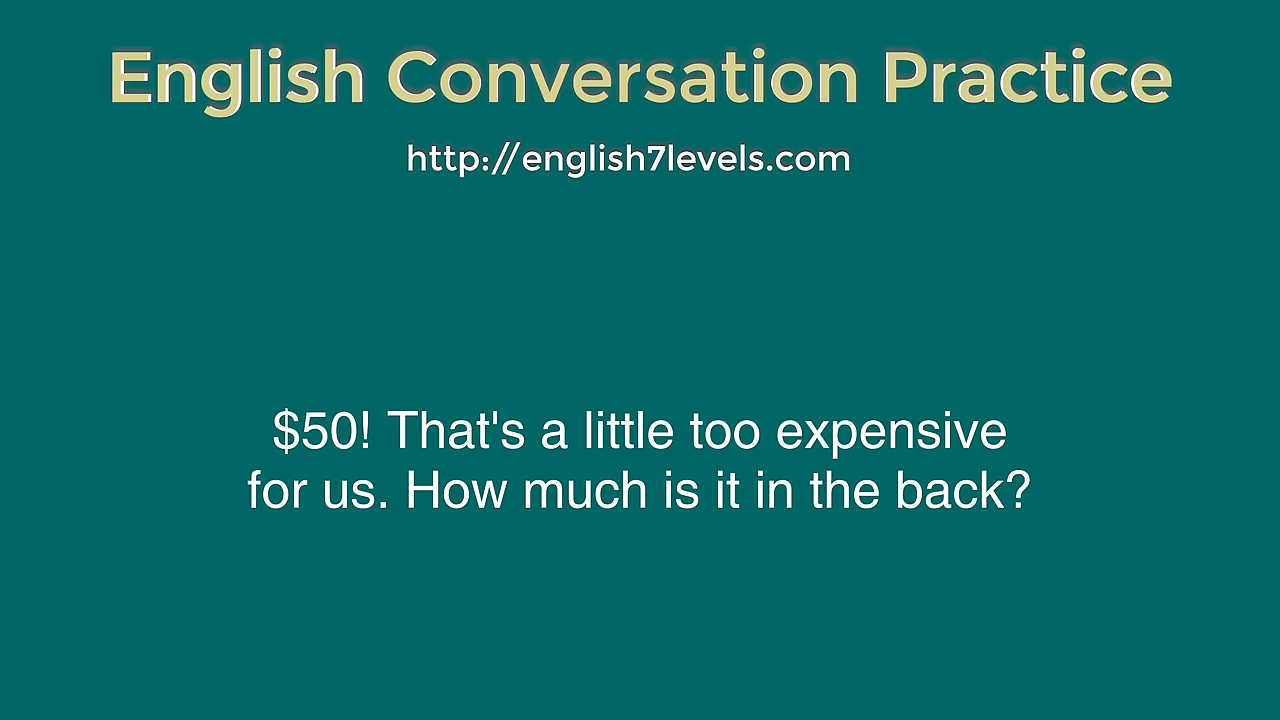 English Conversation Practice
http://english7levels.com
$50! That's a little too expensive
for us. How much is it in the back?